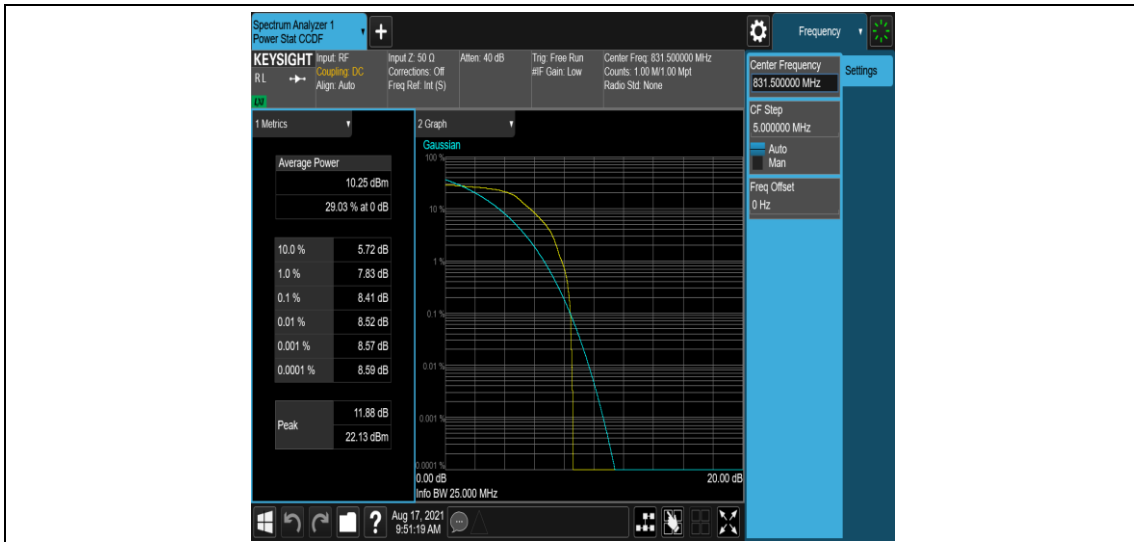 Spectrum Analyzer 1
Power Stat CCDF
+
Frequency
KEYSIGHT
RL
LM
Input: RF
Coupling: DC
Align: Auto
Input Z: 50 Ω
Corrections: Off
Freq Ref: Int (S)
Atten: 40 dB
Trig: Free Run
#IF Gain: Low
Center Freq: 831.500000 MHz
Counts: 1.00 M/1.00 Mpt
Radio Std: None
Center Frequency
831.500000 MHz
Settings
CF Step
5.000000 MHz
Auto
Man
Freq Offset
0 Hz
1 Metrics
Average Power
10.25 dBm
29.03 % at 0 dB
10.0 % 5.72 dB
1.0 % 7.83 dB
0.1 % 8.41 dB
0.01 % 8.52 dB
0.001 % 8.57 dB
0.0001 % 8.59 dB
Peak
11.88 dB
22.13 dBm
2 Graph
Gaussian
100 %
10 %
1 %
0.1 %
0.01 %
0.001 %
0.0001 %
0.00 dB 20.00 dB
Info BW 25.000 MHz
?
Aug 17, 2021
9:51:19 AM